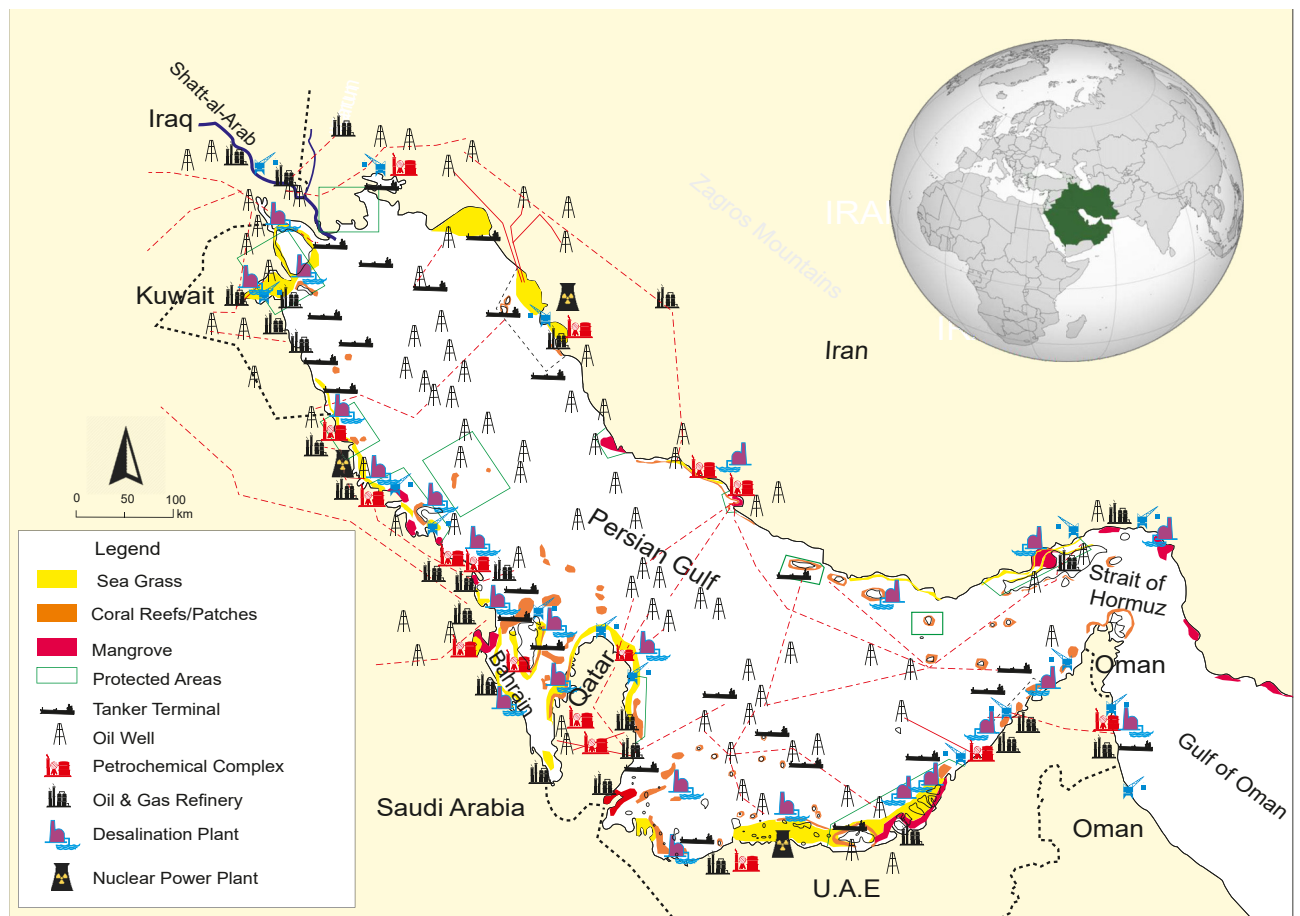 Shatt-al-Arab
Iraq
Zagros Mountains
IRA
Kuwait
Iran
0 50 100
km
Persian Gulf
Strait of
Hormuz
Bahrain
Qatar
Oman
Gulf of Oman
Saudi Arabia
Oman
U.A.E
Legend
Sea Grass
Coral Reefs/Patches
Mangrove
Protected Areas
Tanker Terminal
Oil Well
Petrochemical Complex
Oil & Gas Refinery
Desalination Plant
Nuclear Power Plant